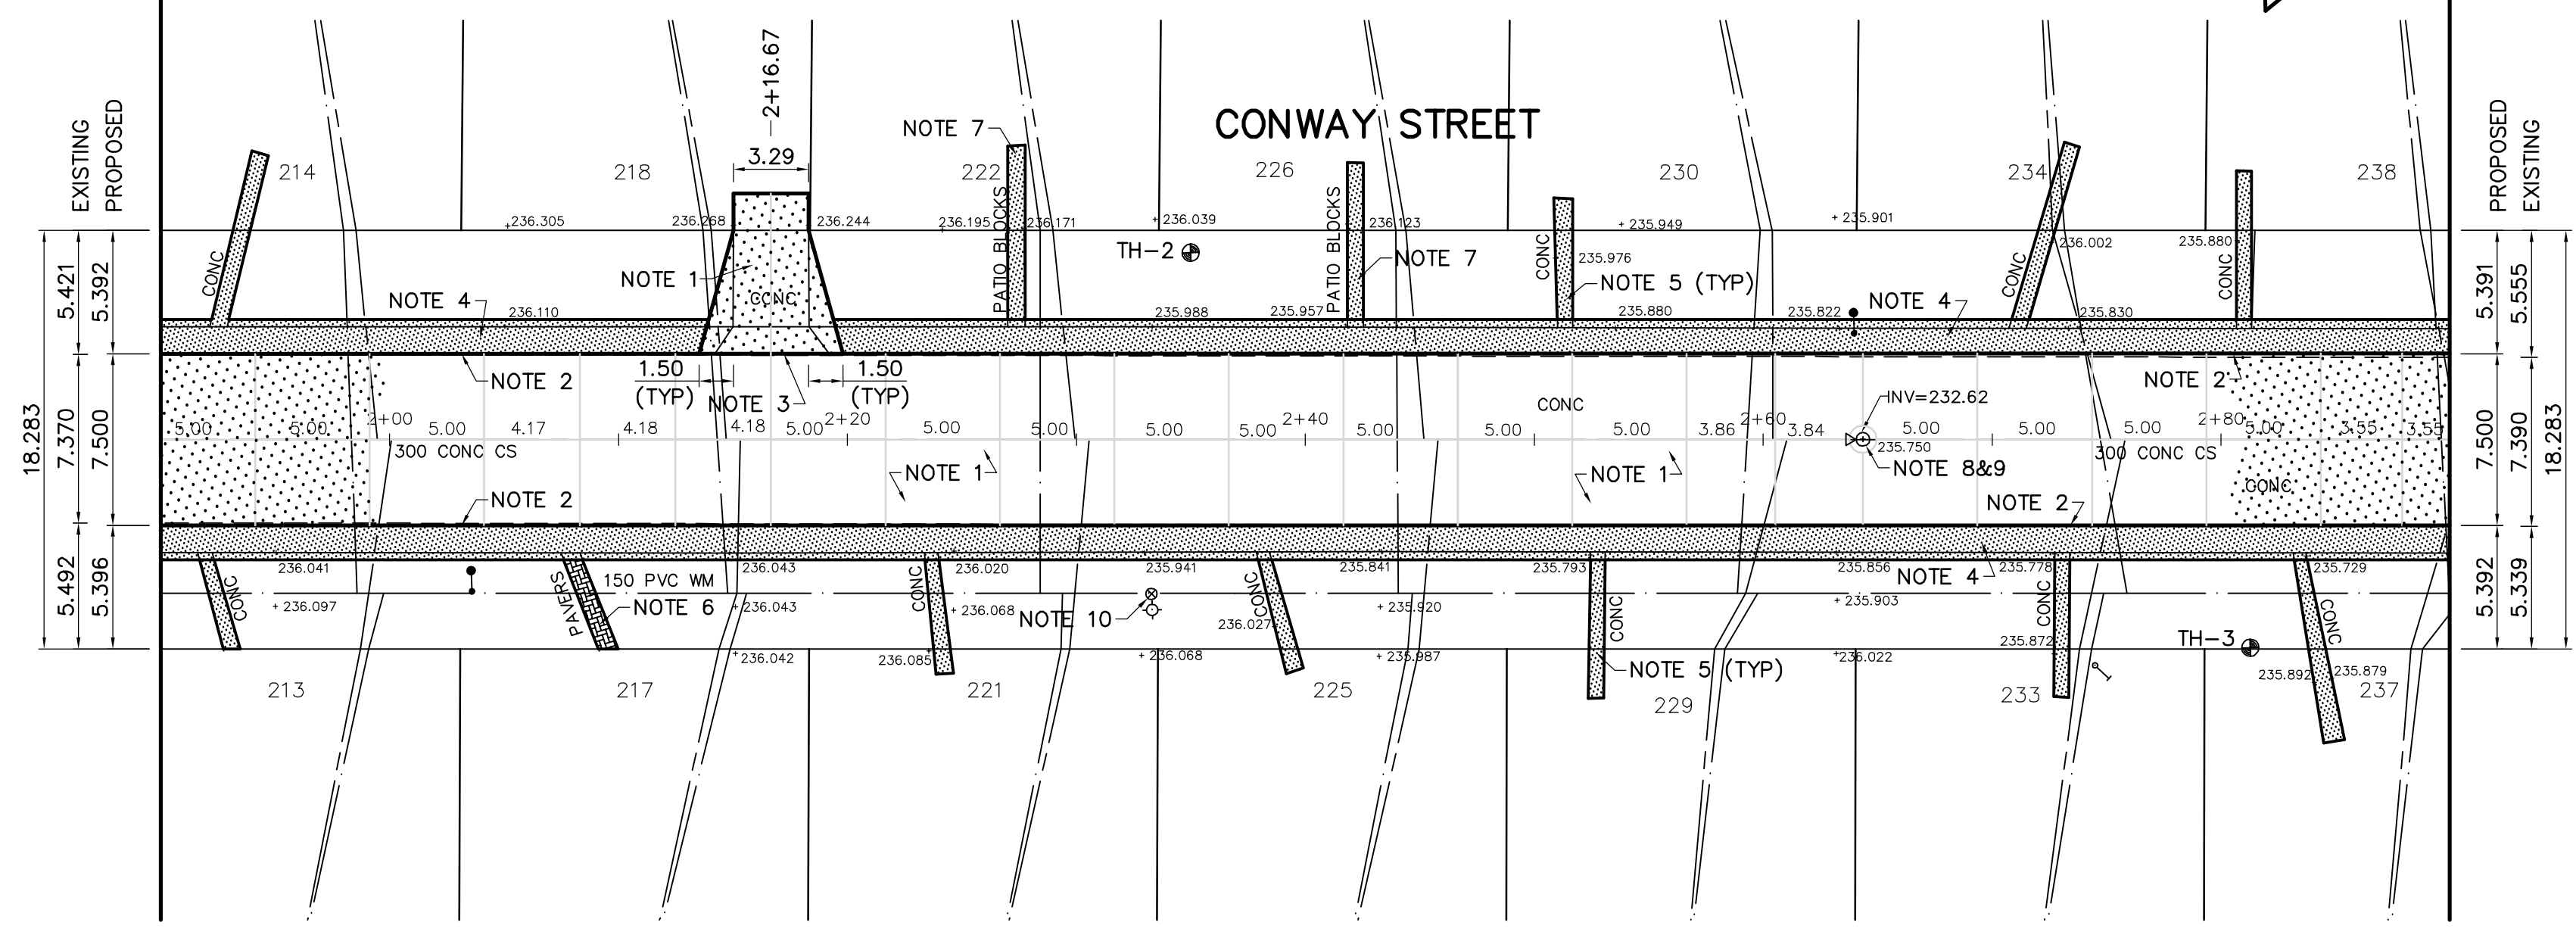 CONWAY STREET
2+16.67
EXISTING
PROPOSED
PROPOSED
EXISTING
NOTE 7
3.29
214
218
222
226
230
234
238
236.305
236.268
236.244
236.195
236.171
+ 236.039
236.123
+ 235.949
+ 235.901
236.002
235.880
CONC
PATIO BLOCKS
PATIO BLOCKS
CONC
CONC
CONC
TH-2
NOTE 7
235.976
NOTE 1
NOTE 5 (TYP)
CONC
NOTE 4
NOTE 4
236.110
235.988
235.957
235.880
235.822
235.830
5.421
5.392
5.391
5.555
NOTE 2
1.50
(TYP)
NOTE 3
1.50
(TYP)
NOTE 2
CONC
INV=232.62
18.283
7.370
7.500
7.500
7.390
18.283
5.00
5.00
2+00
5.00
4.17
4.18
4.18
5.00
2+20
5.00
5.00
5.00
5.00
2+40
5.00
5.00
5.00
3.86
2+60
3.84
5.00
5.00
5.00
2+80
5.00
3.55
3.55
300 CONC CS
235.750
300 CONC CS
NOTE 1
NOTE 1
NOTE 8&9
CONC
NOTE 2
NOTE 2
5.492
5.396
5.392
5.339
236.041
236.043
236.020
235.941
235.841
235.793
235.856
235.778
235.729
CONC
PAVERS
150 PVC WM
CONC
CONC
CONC
NOTE 4
CONC
CONC
+ 236.097
NOTE 6
+ 236.043
+ 236.068
NOTE 10
236.027
+ 235.920
+ 235.903
+ 236.042
236.085
+ 236.068
+ 235.987
+ 236.022
235.872
TH-3
NOTE 5 (TYP)
235.892
235.879
213
217
221
225
229
233
237